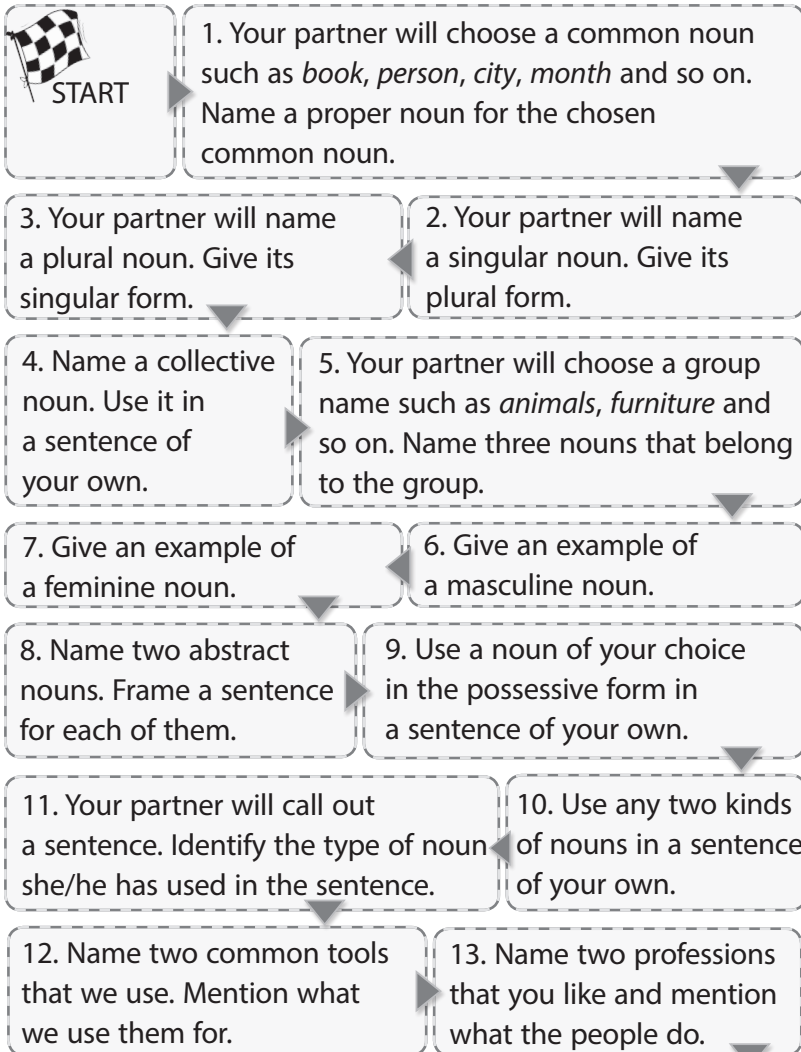 START
1. Your partner will choose a common noun
such as book, person, city, month and so on.
Name a proper noun for the chosen
common noun.
2. Your partner will name
a singular noun. Give its
plural form.
3. Your partner will name
a plural noun. Give its
singular form.
4. Name a collective
noun. Use it in
a sentence of
your own.
5. Your partner will choose a group
name such as animals, furniture and
so on. Name three nouns that belong
to the group.
6. Give an example of
a masculine noun.
7. Give an example of
a feminine noun.
8. Name two abstract
nouns. Frame a sentence
for each of them.
9. Use a noun of your choice
in the possessive form in
a sentence of your own.
10. Use any two kinds
of nouns in a sentence
of your own.
11. Your partner will call out
a sentence. Identify the type of noun
she/he has used in the sentence.
12. Name two common tools
that we use. Mention what
we use them for.
13. Name two professions
that you like and mention
what the people do.